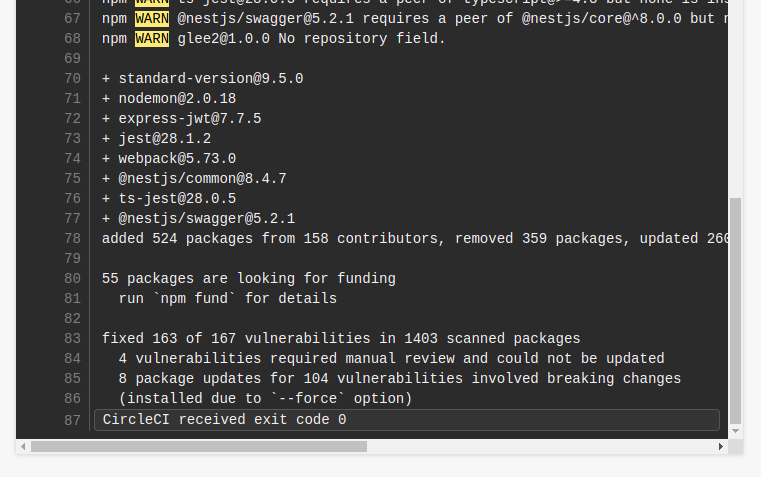 66 npm WARN ts-jest@28.0.5 requires a peer of typescript@>=4.3 but none is ins
67 npm WARN @nestjs/swagger@5.2.1 requires a peer of @nestjs/core@^8.0.0 but n
68 npm WARN glee2@1.0.0 No repository field.
69
70 + standard-version@9.5.0
71 + nodemon@2.0.18
72 + express-jwt@7.7.5
73 + jest@28.1.2
74 + webpack@5.73.0
75 + @nestjs/common@8.4.7
76 + ts-jest@28.0.5
77 + @nestjs/swagger@5.2.1
78 added 524 packages from 158 contributors, removed 359 packages, updated 260
79
80 55 packages are looking for funding
81   run `npm fund` for details
82
83 fixed 163 of 167 vulnerabilities in 1403 scanned packages
84   4 vulnerabilities required manual review and could not be updated
85   8 package updates for 104 vulnerabilities involved breaking changes
86   (installed due to `--force` option)
87 CircleCI received exit code 0